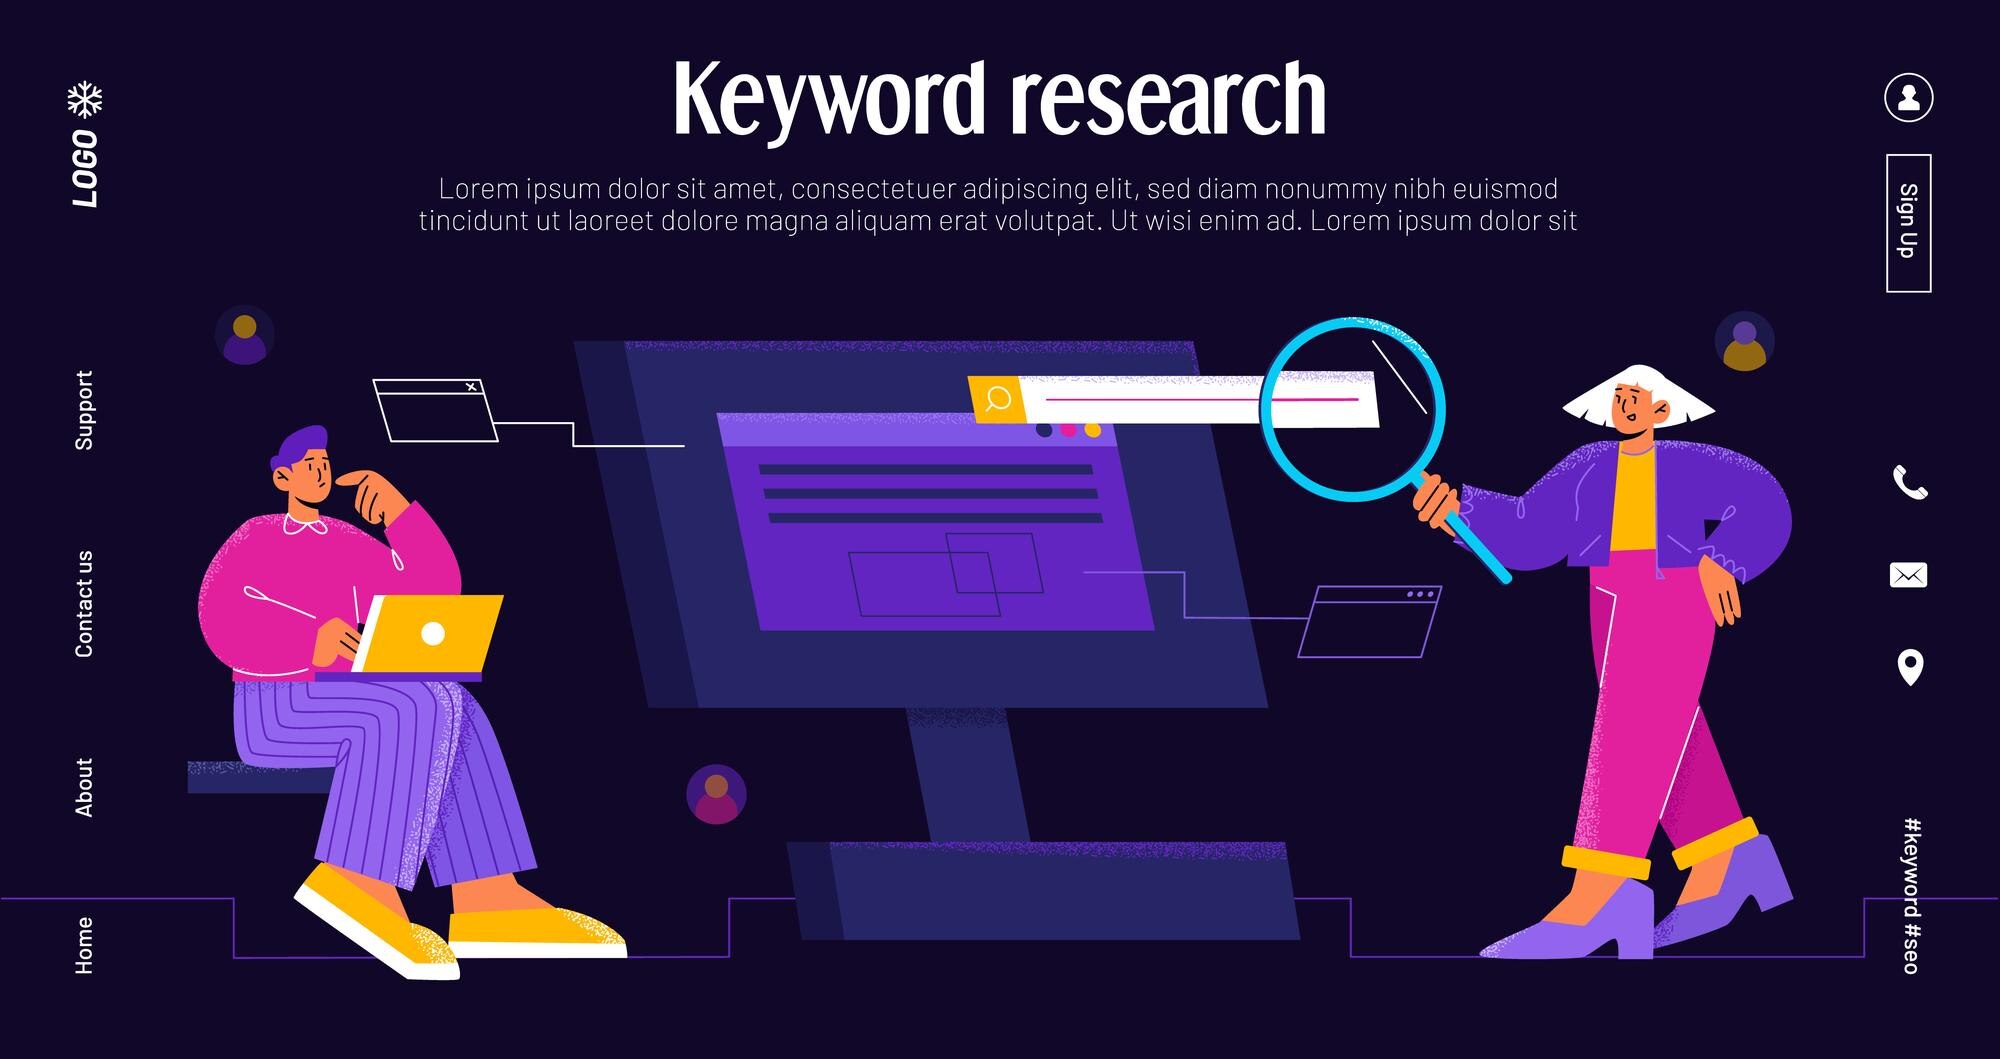 LOGO
Keyword research
Lorem ipsum dolor sit amet, consectetuer adipiscing elit, sed diam nonummy nibh euismod
tincidunt ut laoreet dolore magna aliquam erat volutpat. Ut wisi enim ad. Lorem ipsum dolor sit
Sign Up
Support
Contact us
About
Home
#keyword #seo